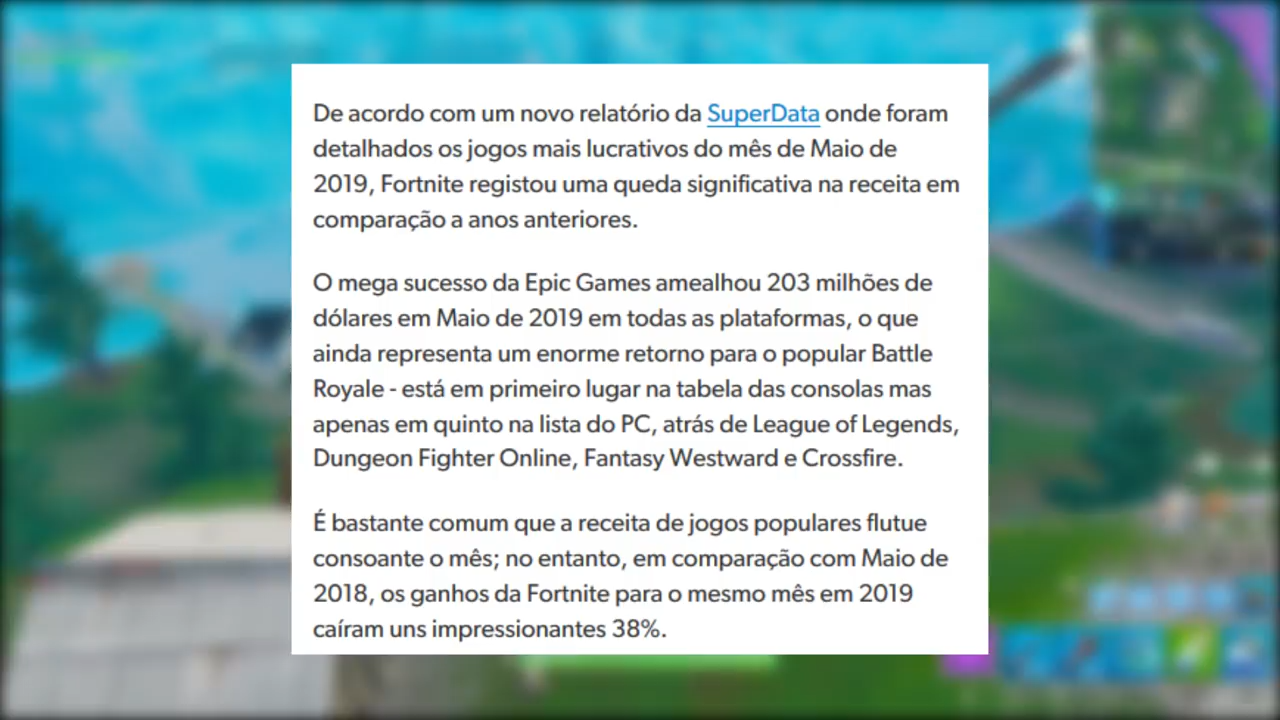 De acordo com um novo relatório da SuperData onde foram
detalhados os jogos mais lucrativos do mês de Maio de
2019, Fortnite registou uma queda significativa na receita em
comparação a anos anteriores.
O mega sucesso da Epic Games amealhou 203 milhões de
dólares em Maio de 2019 em todas as plataformas, o que
ainda representa um enorme retorno para o popular Battle
Royale - está em primeiro lugar na tabela das consolas mas
apenas em quinto na lista do PC, atrás de League of Legends,
Dungeon Fighter Online, Fantasy Westward e Crossfire.
É bastante comum que a receita de jogos populares flutue
consoante o mês; no entanto, em comparação com Maio de
2018, os ganhos da Fortnite para o mesmo mês em 2019
caíram uns impressionantes 38%.